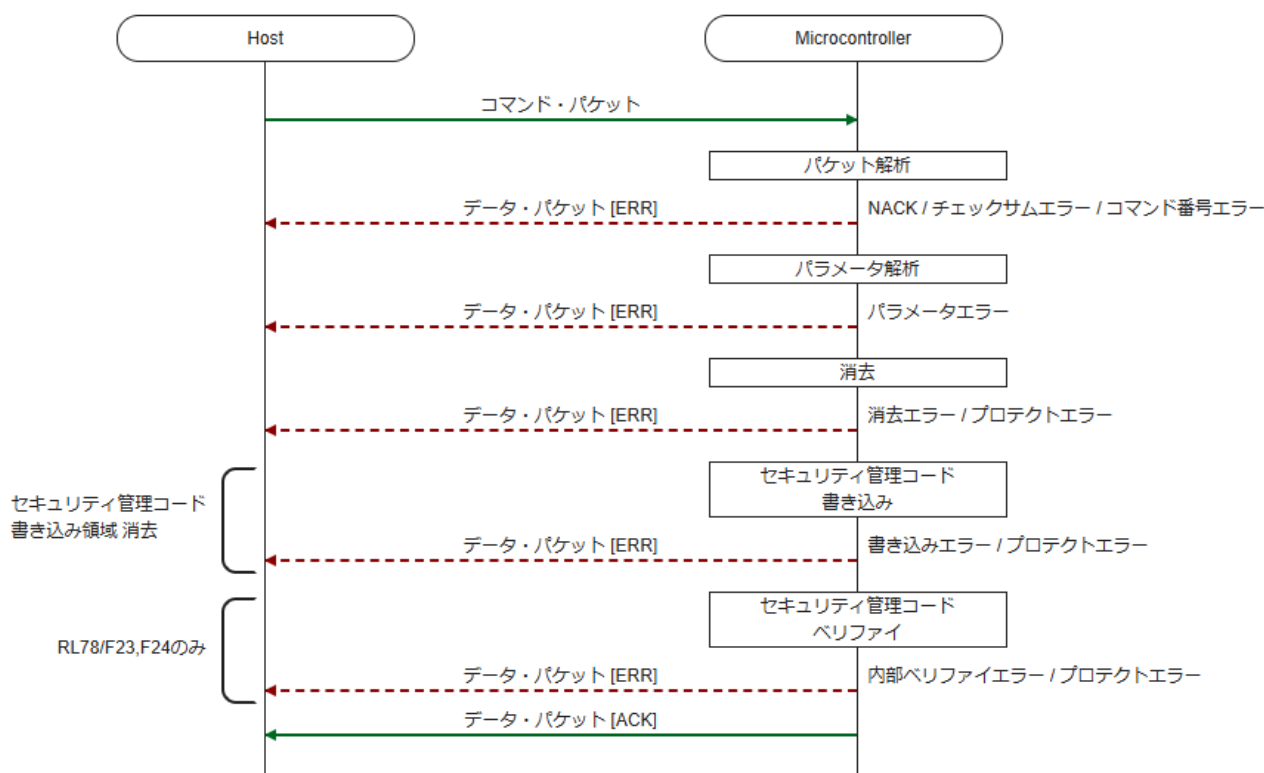 Host
Microcontroller
コマンド・パケット
パケット解析
データ・パケット [ERR]
NACK / チェックサムエラー / コマンド番号エラー
パラメータ解析
データ・パケット [ERR]
パラメータエラー
消去
データ・パケット [ERR]
消去エラー / プロテクトエラー
セキュリティ管理コード
書き込み領域 消去
セキュリティ管理コード
書き込み
データ・パケット [ERR]
書き込みエラー / プロテクトエラー
RL78/F23,F24のみ
セキュリティ管理コード
ベリファイ
データ・パケット [ERR]
内部ベリファイエラー / プロテクトエラー
データ・パケット [ACK]